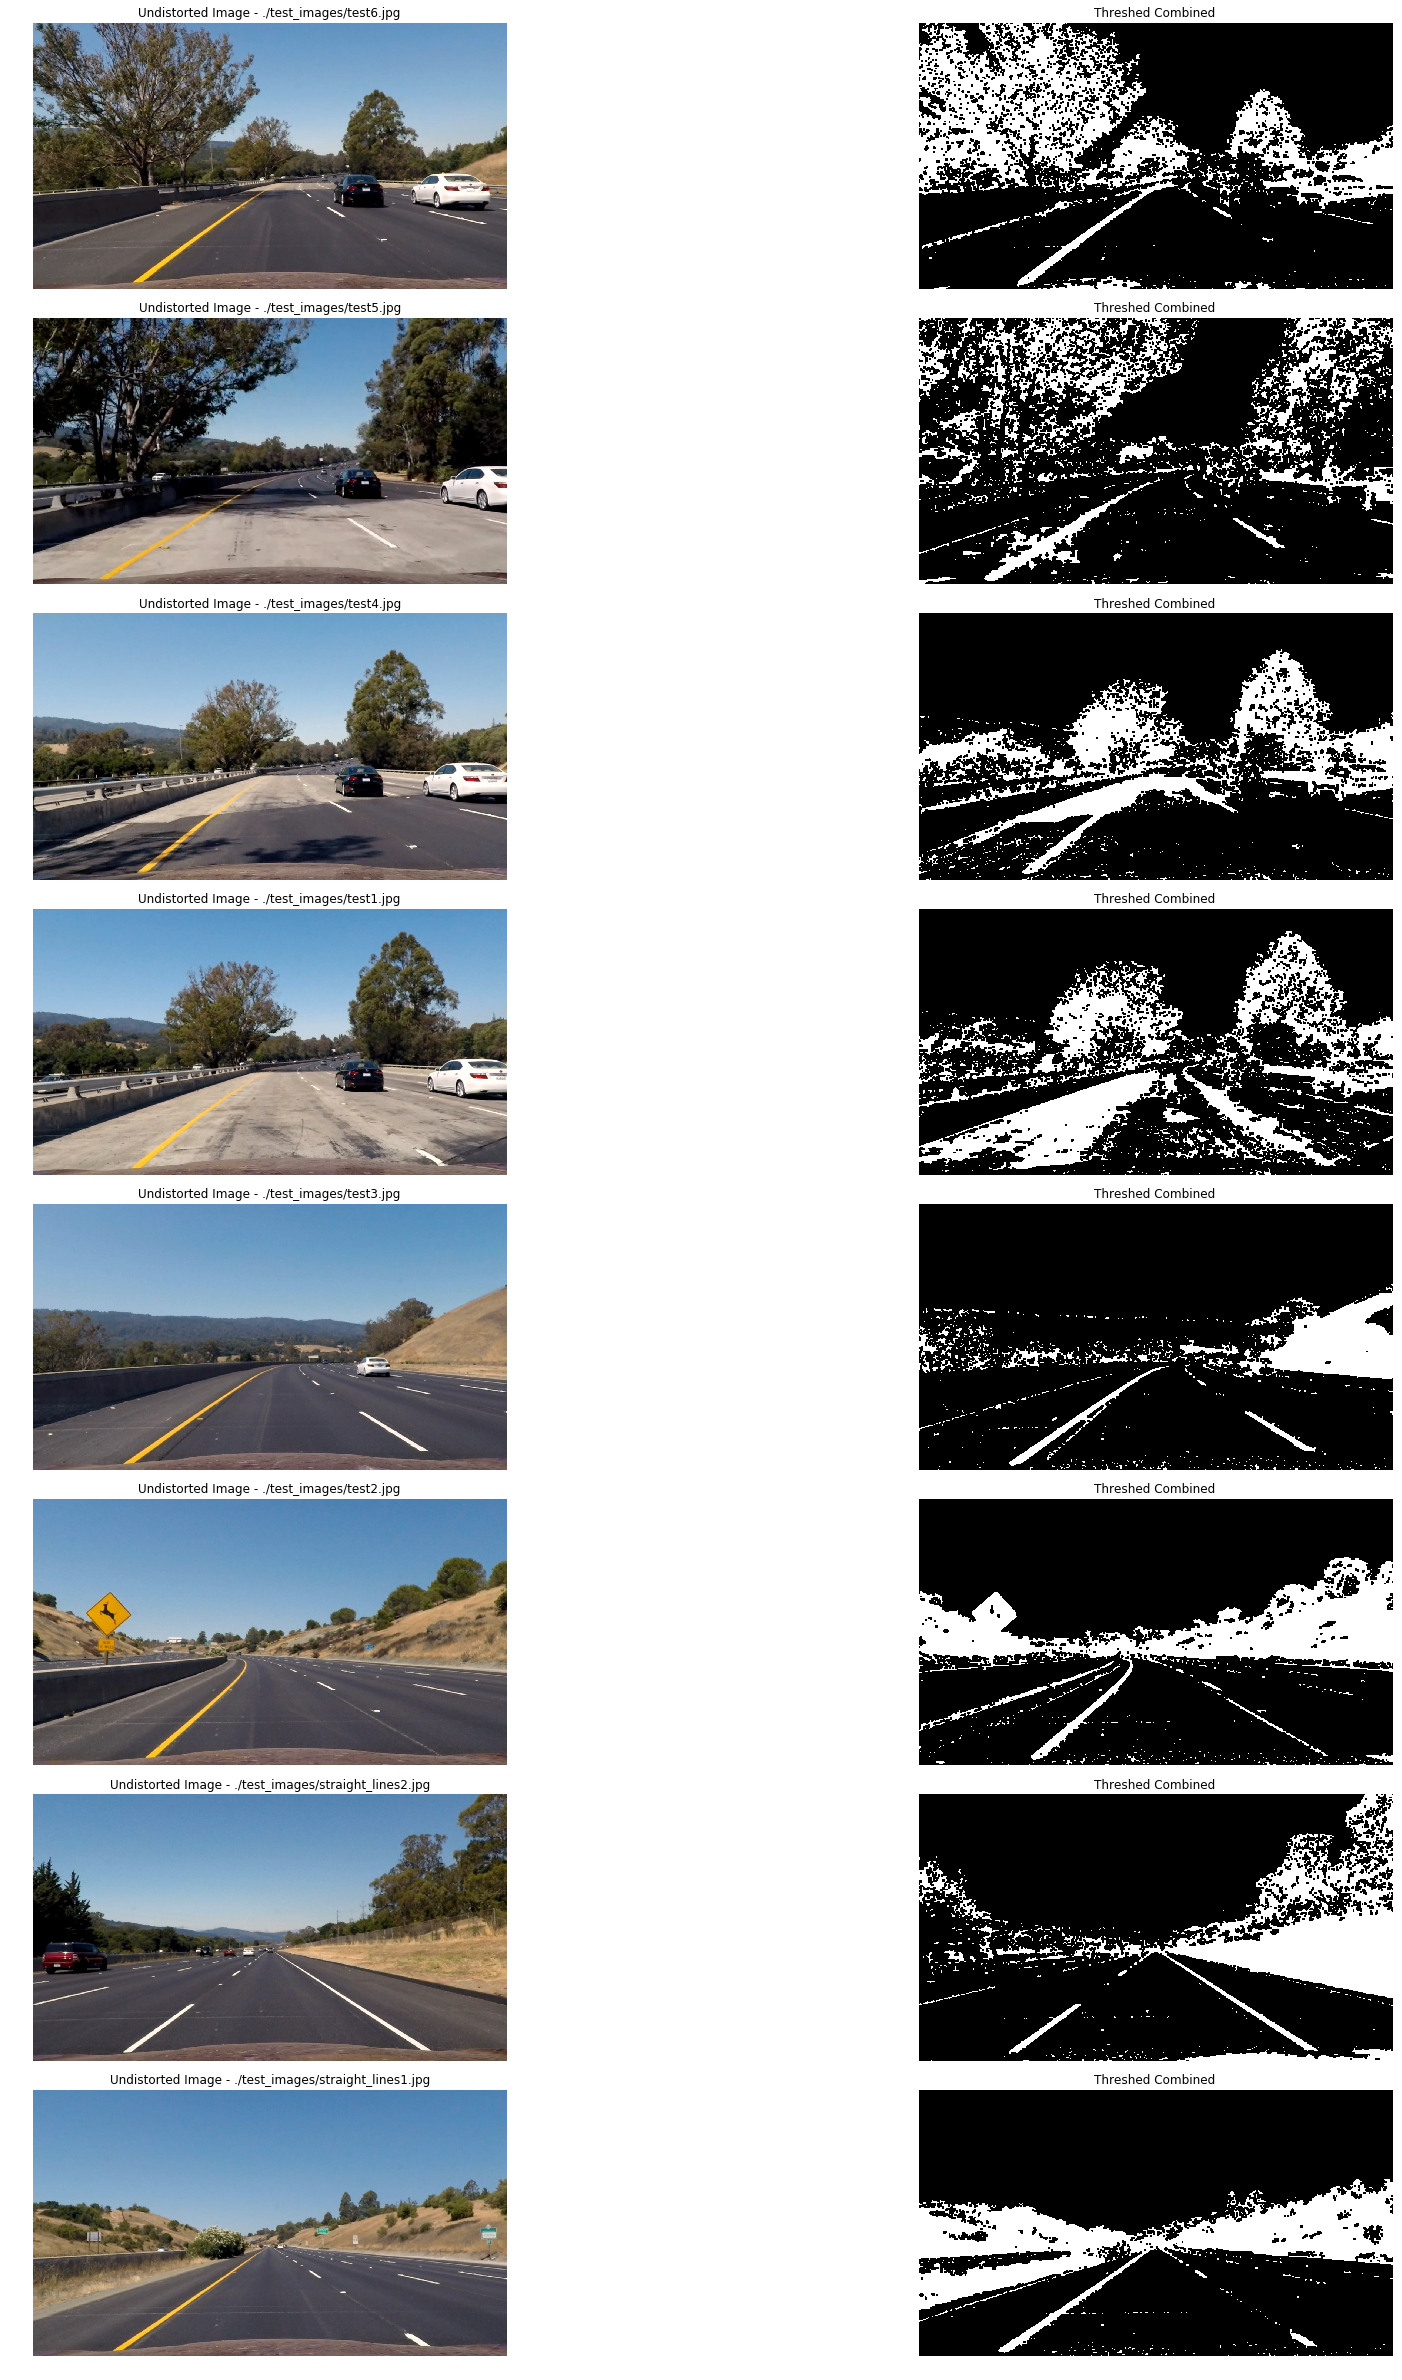 Undistorted Image - ./test_images/test6.jpg
Threshed Combined
Undistorted Image - ./test_images/test5.jpg
Threshed Combined
Undistorted Image - ./test_images/test4.jpg
Threshed Combined
Undistorted Image - ./test_images/test1.jpg
Threshed Combined
Undistorted Image - ./test_images/test3.jpg
Threshed Combined
Undistorted Image - ./test_images/test2.jpg
Threshed Combined
Undistorted Image - ./test_images/straight_lines2.jpg
Threshed Combined
Undistorted Image - ./test_images/straight_lines1.jpg
Threshed Combined